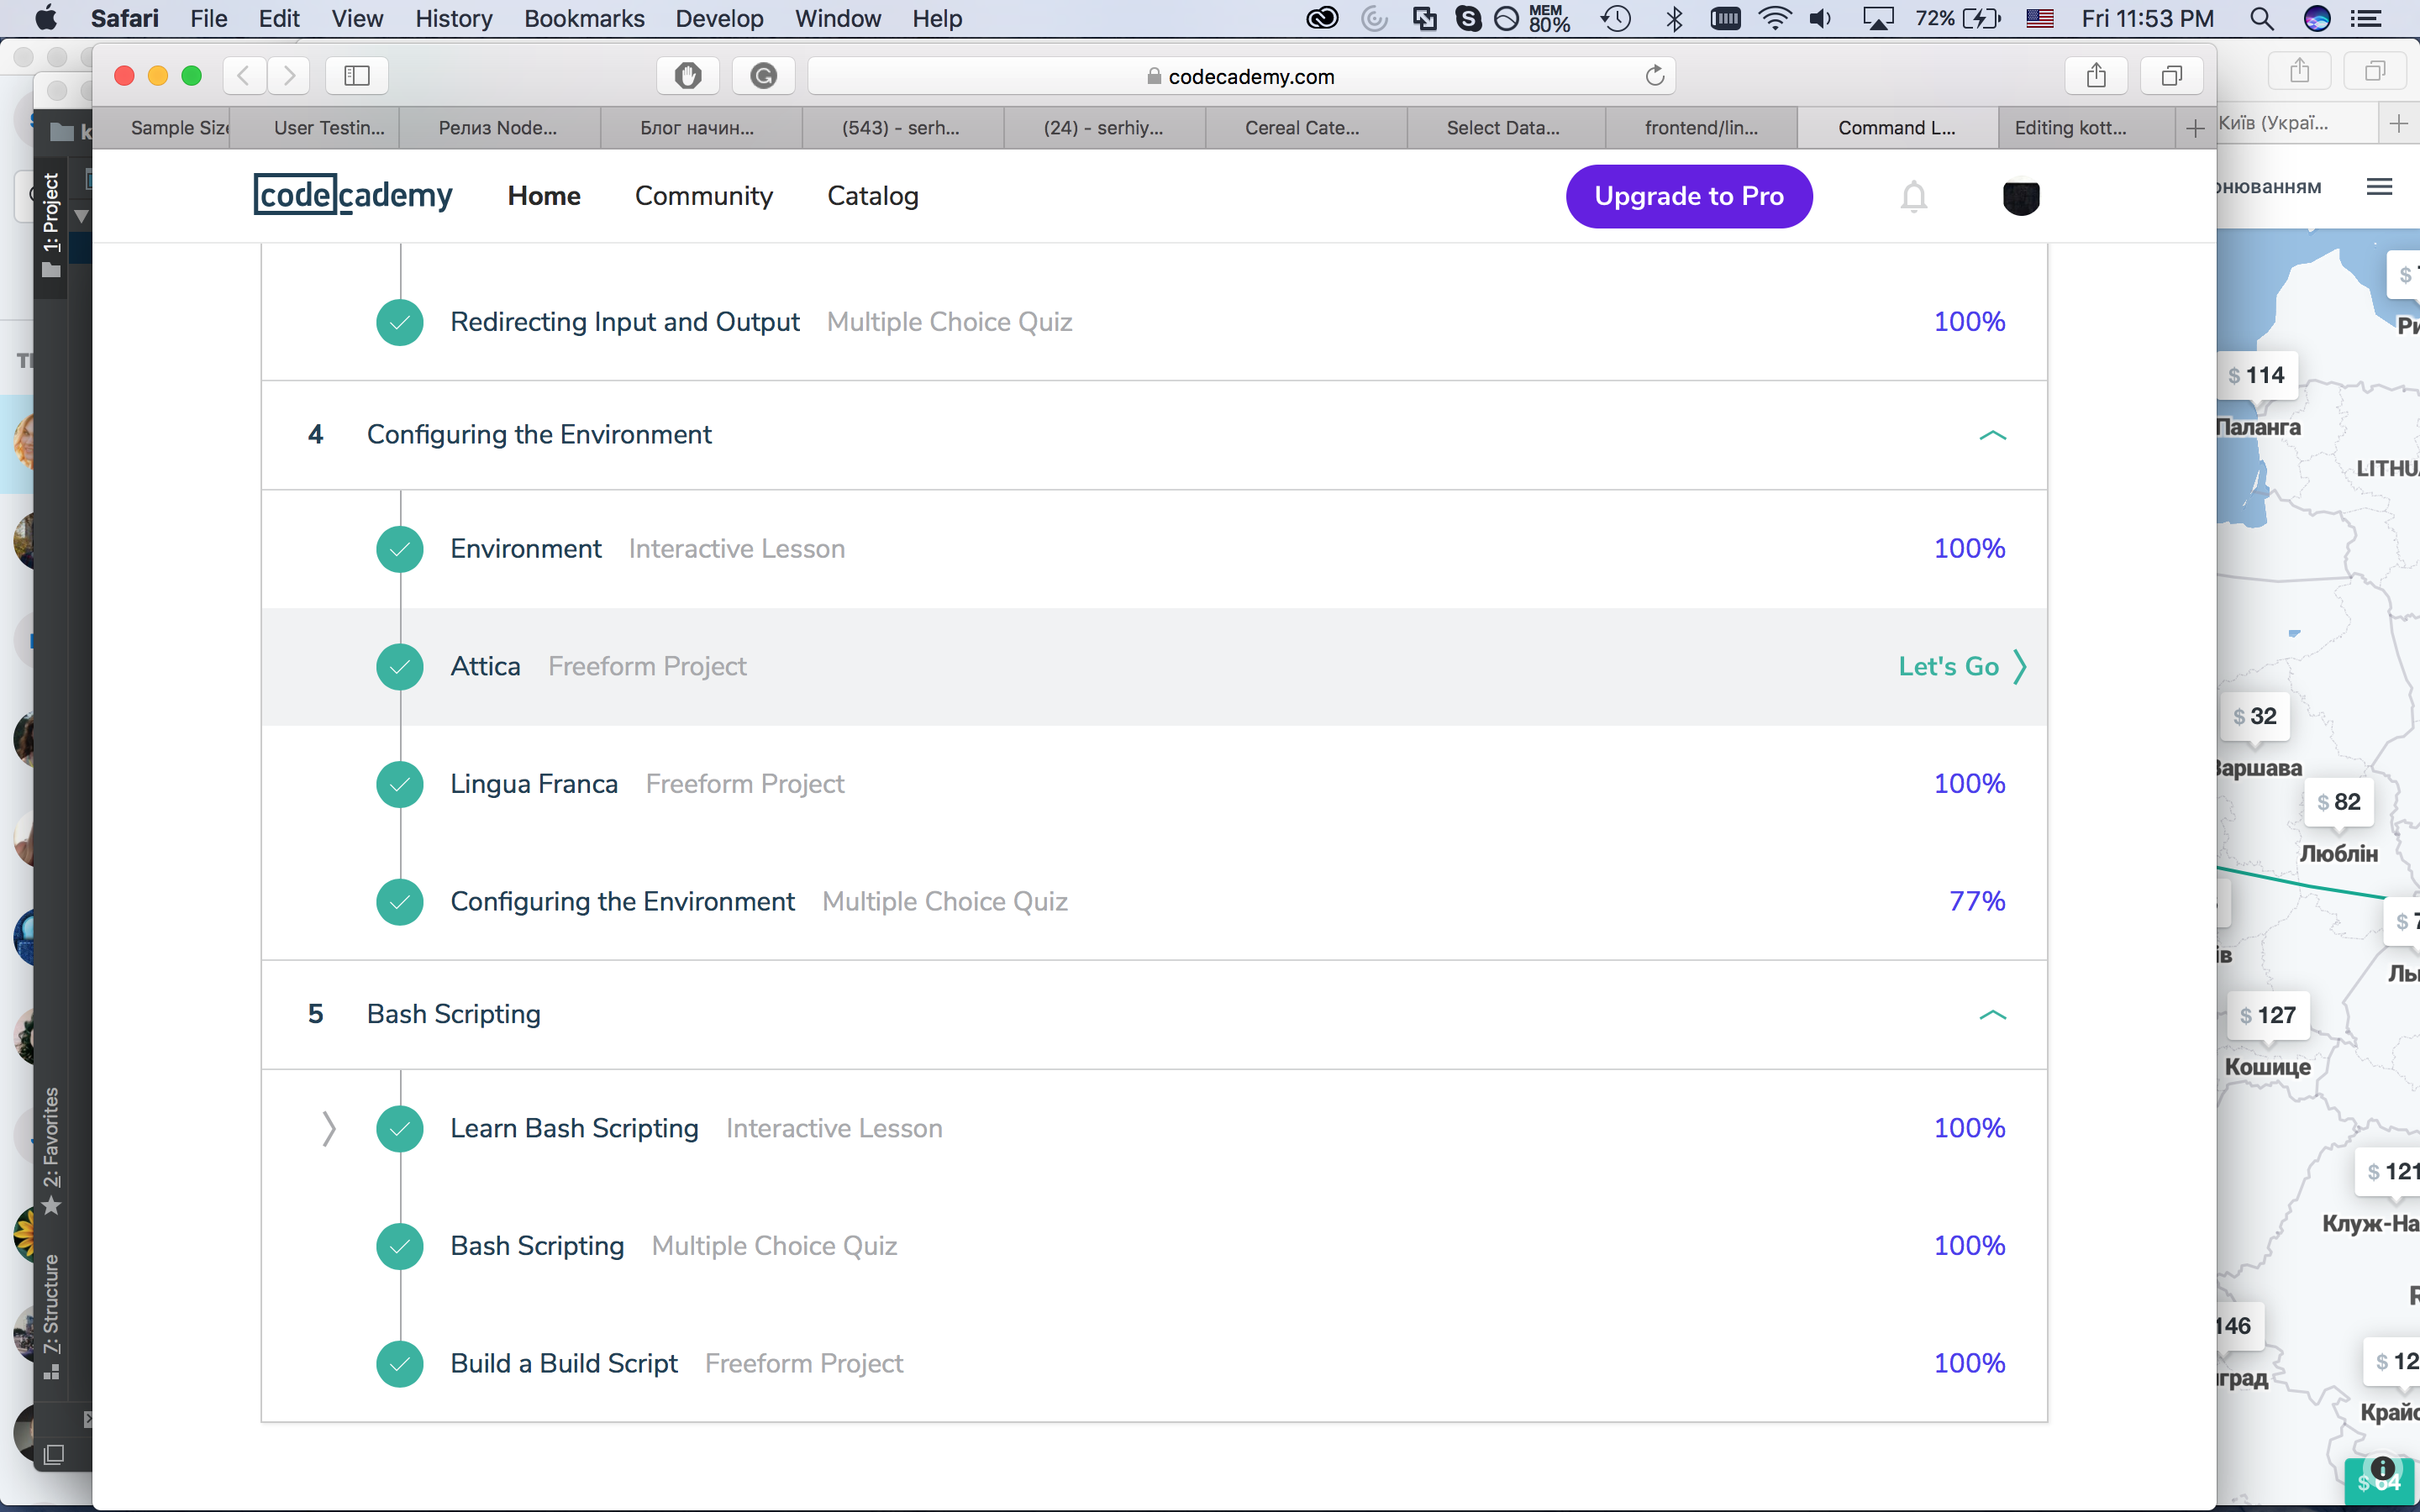 Safari File Edit View History Bookmarks Develop Window Help MEM 80% 72% Fri 11:53 PM
codecademy.com
Sample Size User Testin... Релиз Node... Блог начин... (543) - serh... (24) - serhiy... Cereal Cate... Select Data... frontend/lin... Command L... Editing kott... Київ (Украї...
codecademy Home Community Catalog Upgrade to Pro
Redirecting Input and Output Multiple Choice Quiz 100%
4 Configuring the Environment
Environment Interactive Lesson 100%
Attica Freeform Project Let's Go
Lingua Franca Freeform Project 100%
Configuring the Environment Multiple Choice Quiz 77%
5 Bash Scripting
Learn Bash Scripting Interactive Lesson 100%
Bash Scripting Multiple Choice Quiz 100%
Build a Build Script Freeform Project 100%
1: Project
2: Favorites
7: Structure
$ 114
Паланга
LITHU
$ 32
Варшава
$ 82
Люблін
$ 127
Кошице
$ 121
Клуж-На
146
$ 12